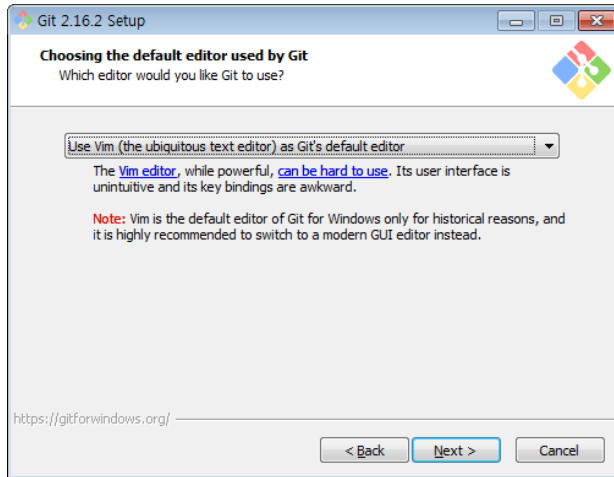 Git 2.16.2 Setup
Choosing the default editor used by Git
Which editor would you like Git to use?
Use Vim (the ubiquitous text editor) as Git's default editor
The Vim editor, while powerful, can be hard to use. Its user interface is
unintuitive and its key bindings are awkward.
Note: Vim is the default editor of Git for Windows only for historical reasons, and
it is highly recommended to switch to a modern GUI editor instead.
https://gitforwindows.org/
< Back Next > Cancel